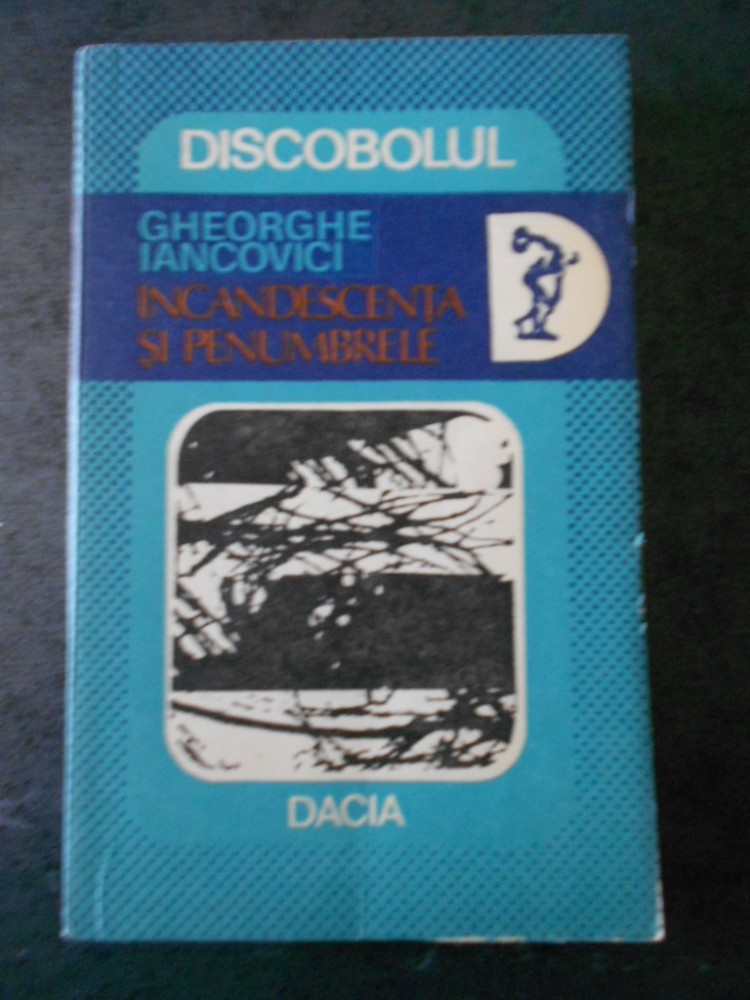 DISCOBOLUL
GHEORGHE
IANCOVICI
INCANDESCENȚA
ȘI PENUMBRELE
DACIA